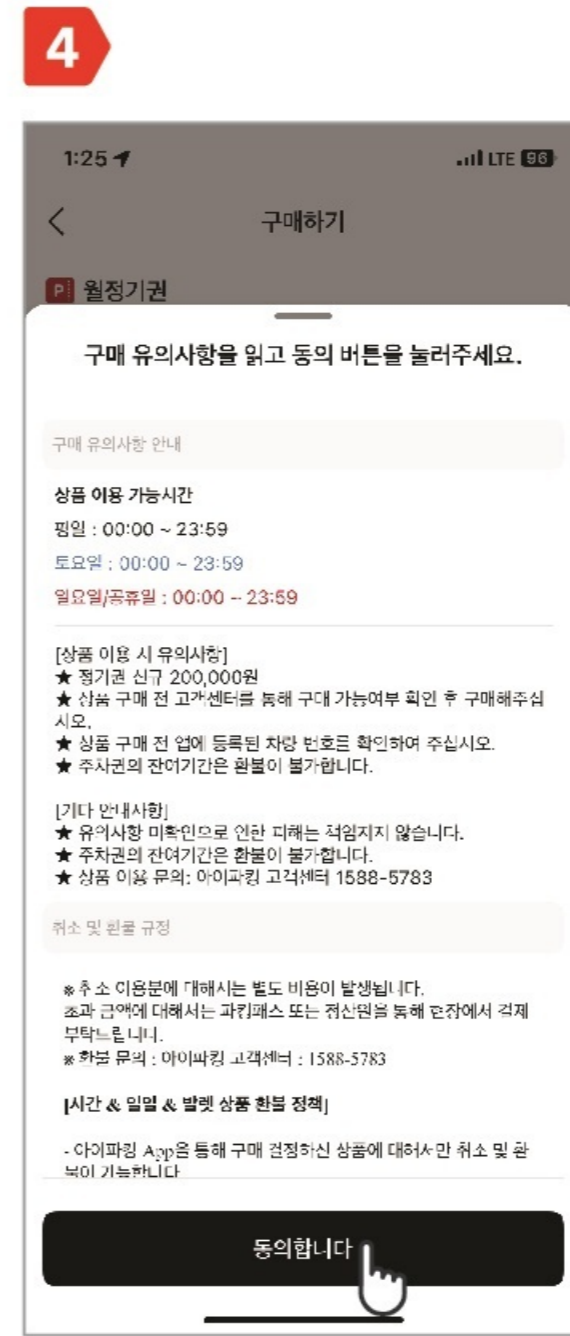 4
1:25
LTE 96
구매하기
P 월정기권
구매 유의사항을 읽고 동의 버튼을 눌러주세요.
구매 유의사항 안내
상품 이용 가능시간
평일 : 00:00 ~ 23:59
토요일 : 00:00 ~ 23:59
일요일/공휴일 : 00:00 ~ 23:59
[상품 이용 시 유의사항]
★ 정기권 신규 200,000원
★ 상품 구매 전 고객센터를 통해 구매 가능여부 확인 후 구매해주십
시오.
★ 상품 구매 전 앱에 등록된 차량 번호를 확인하여 주십시오.
★ 주차권의 잔여기간은 환불이 불가합니다.
[기타 안내사항]
★ 유의사항 미확인으로 인한 피해는 책임지지 않습니다.
★ 주차권의 잔여기간은 환불이 불가합니다.
★ 상품 이용 문의: 아이파킹 고객센터 1588-5783
취소 및 환불 규정
※ 이용분에 대해서는 별도 비용이 발생됩니다.
초과 금액에 대해서는 파킹패스 또는 정산원을 통해 현장에서 결제
부탁드립니다.
※ 환불 문의 : 아이파킹 고객센터 : 1588-5783
[시간 & 일일 & 발렛 상품 환불 정책]
- 아이파킹 App을 통해 구매 결정하신 상품에 대해서만 취소 및 환
불이 가능합니다
동의합니다